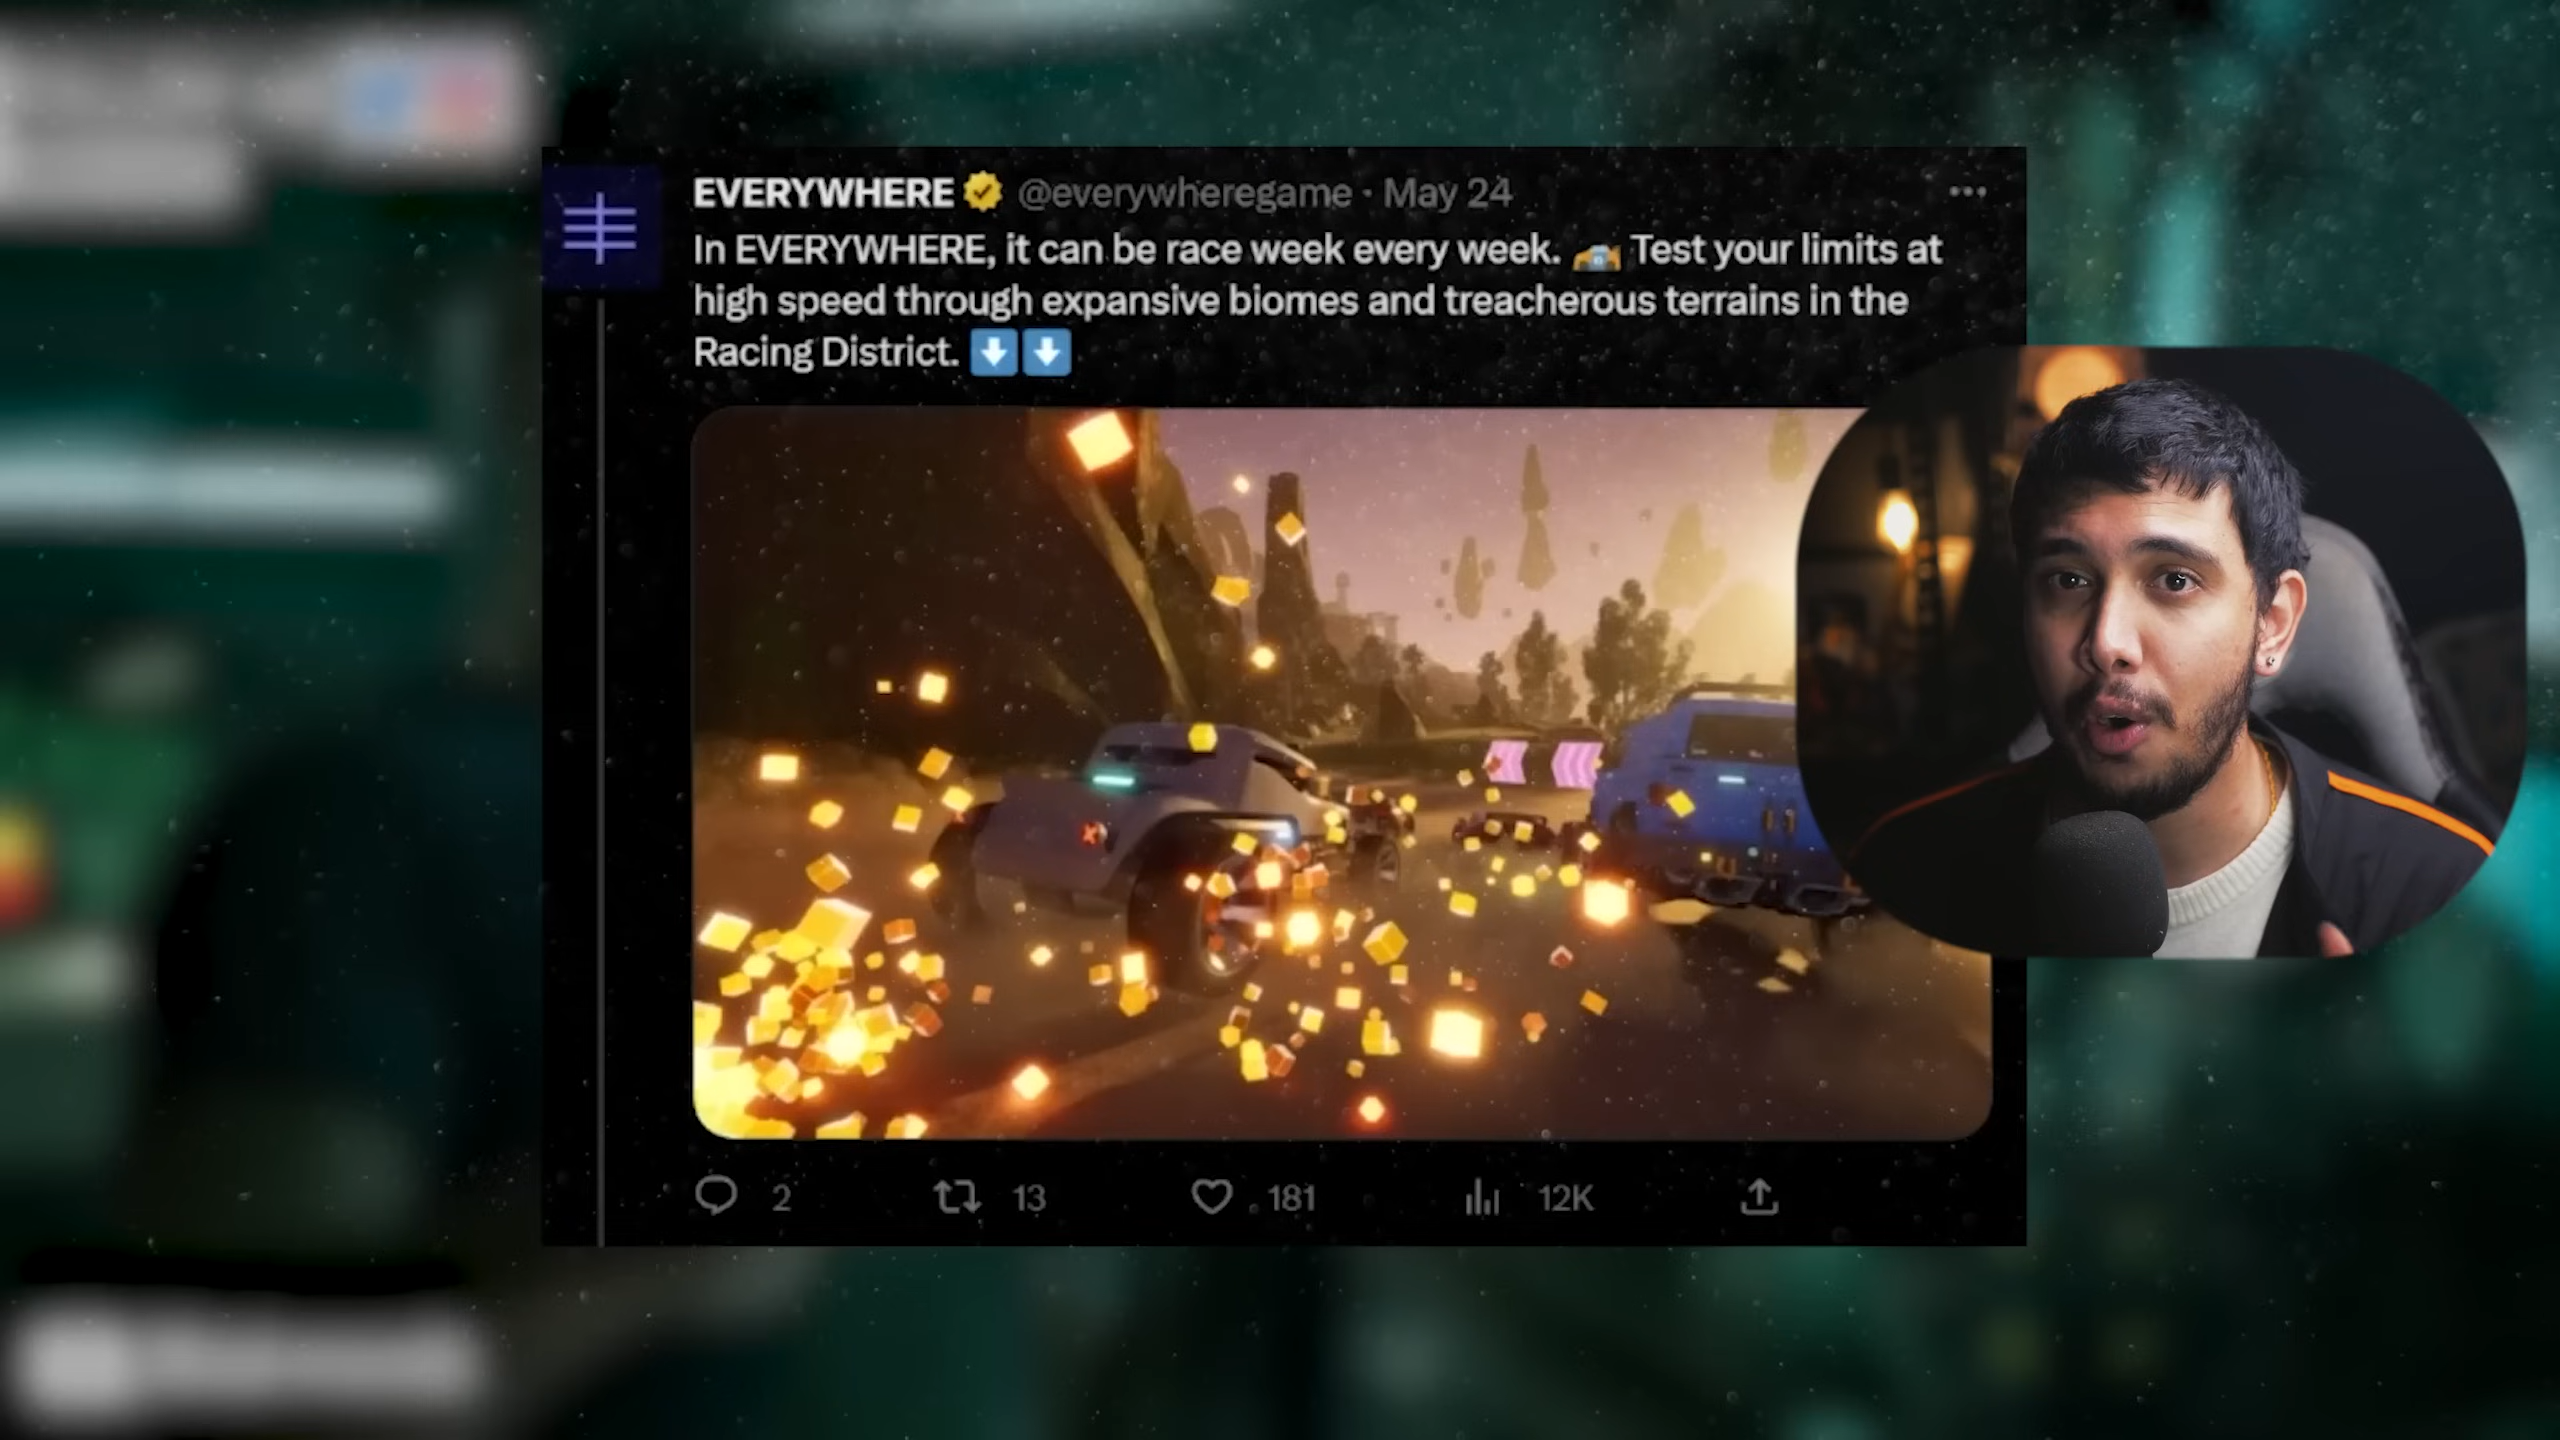 EVERYWHERE @everywheregame · May 24
In EVERYWHERE, it can be race week every week. 🏎️ Test your limits at
high speed through expansive biomes and treacherous terrains in the
Racing District. ⬇️⬇️
2 13 181 12K